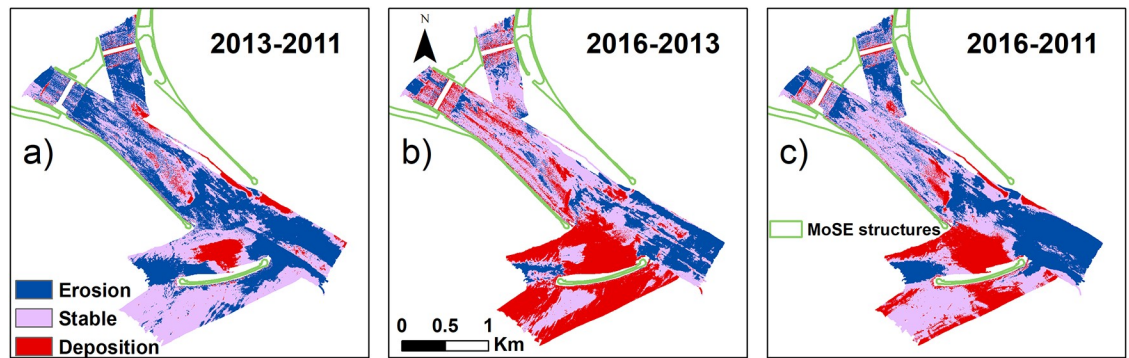 2013-2011
a)
Erosion
Stable
Deposition
N
2016-2013
b)
0 0.5 1
Km
2016-2011
c)
MoSE structures